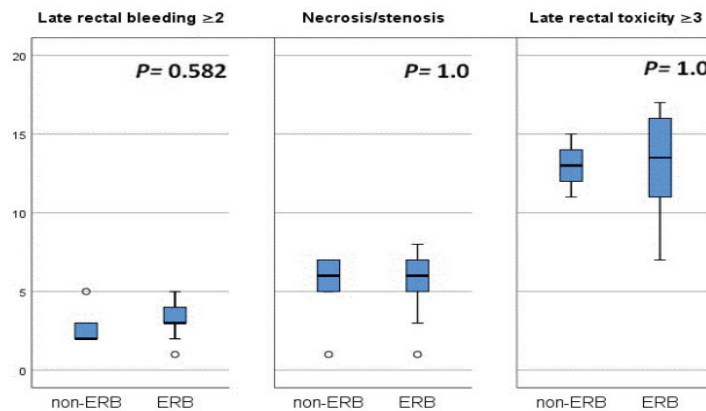 Late rectal bleeding ≥2 Necrosis/stenosis Late rectal toxicity ≥3
20
P= 0.582 P= 1.0 P= 1.0
15
10
5
0
non-ERB ERB non-ERB ERB non-ERB ERB